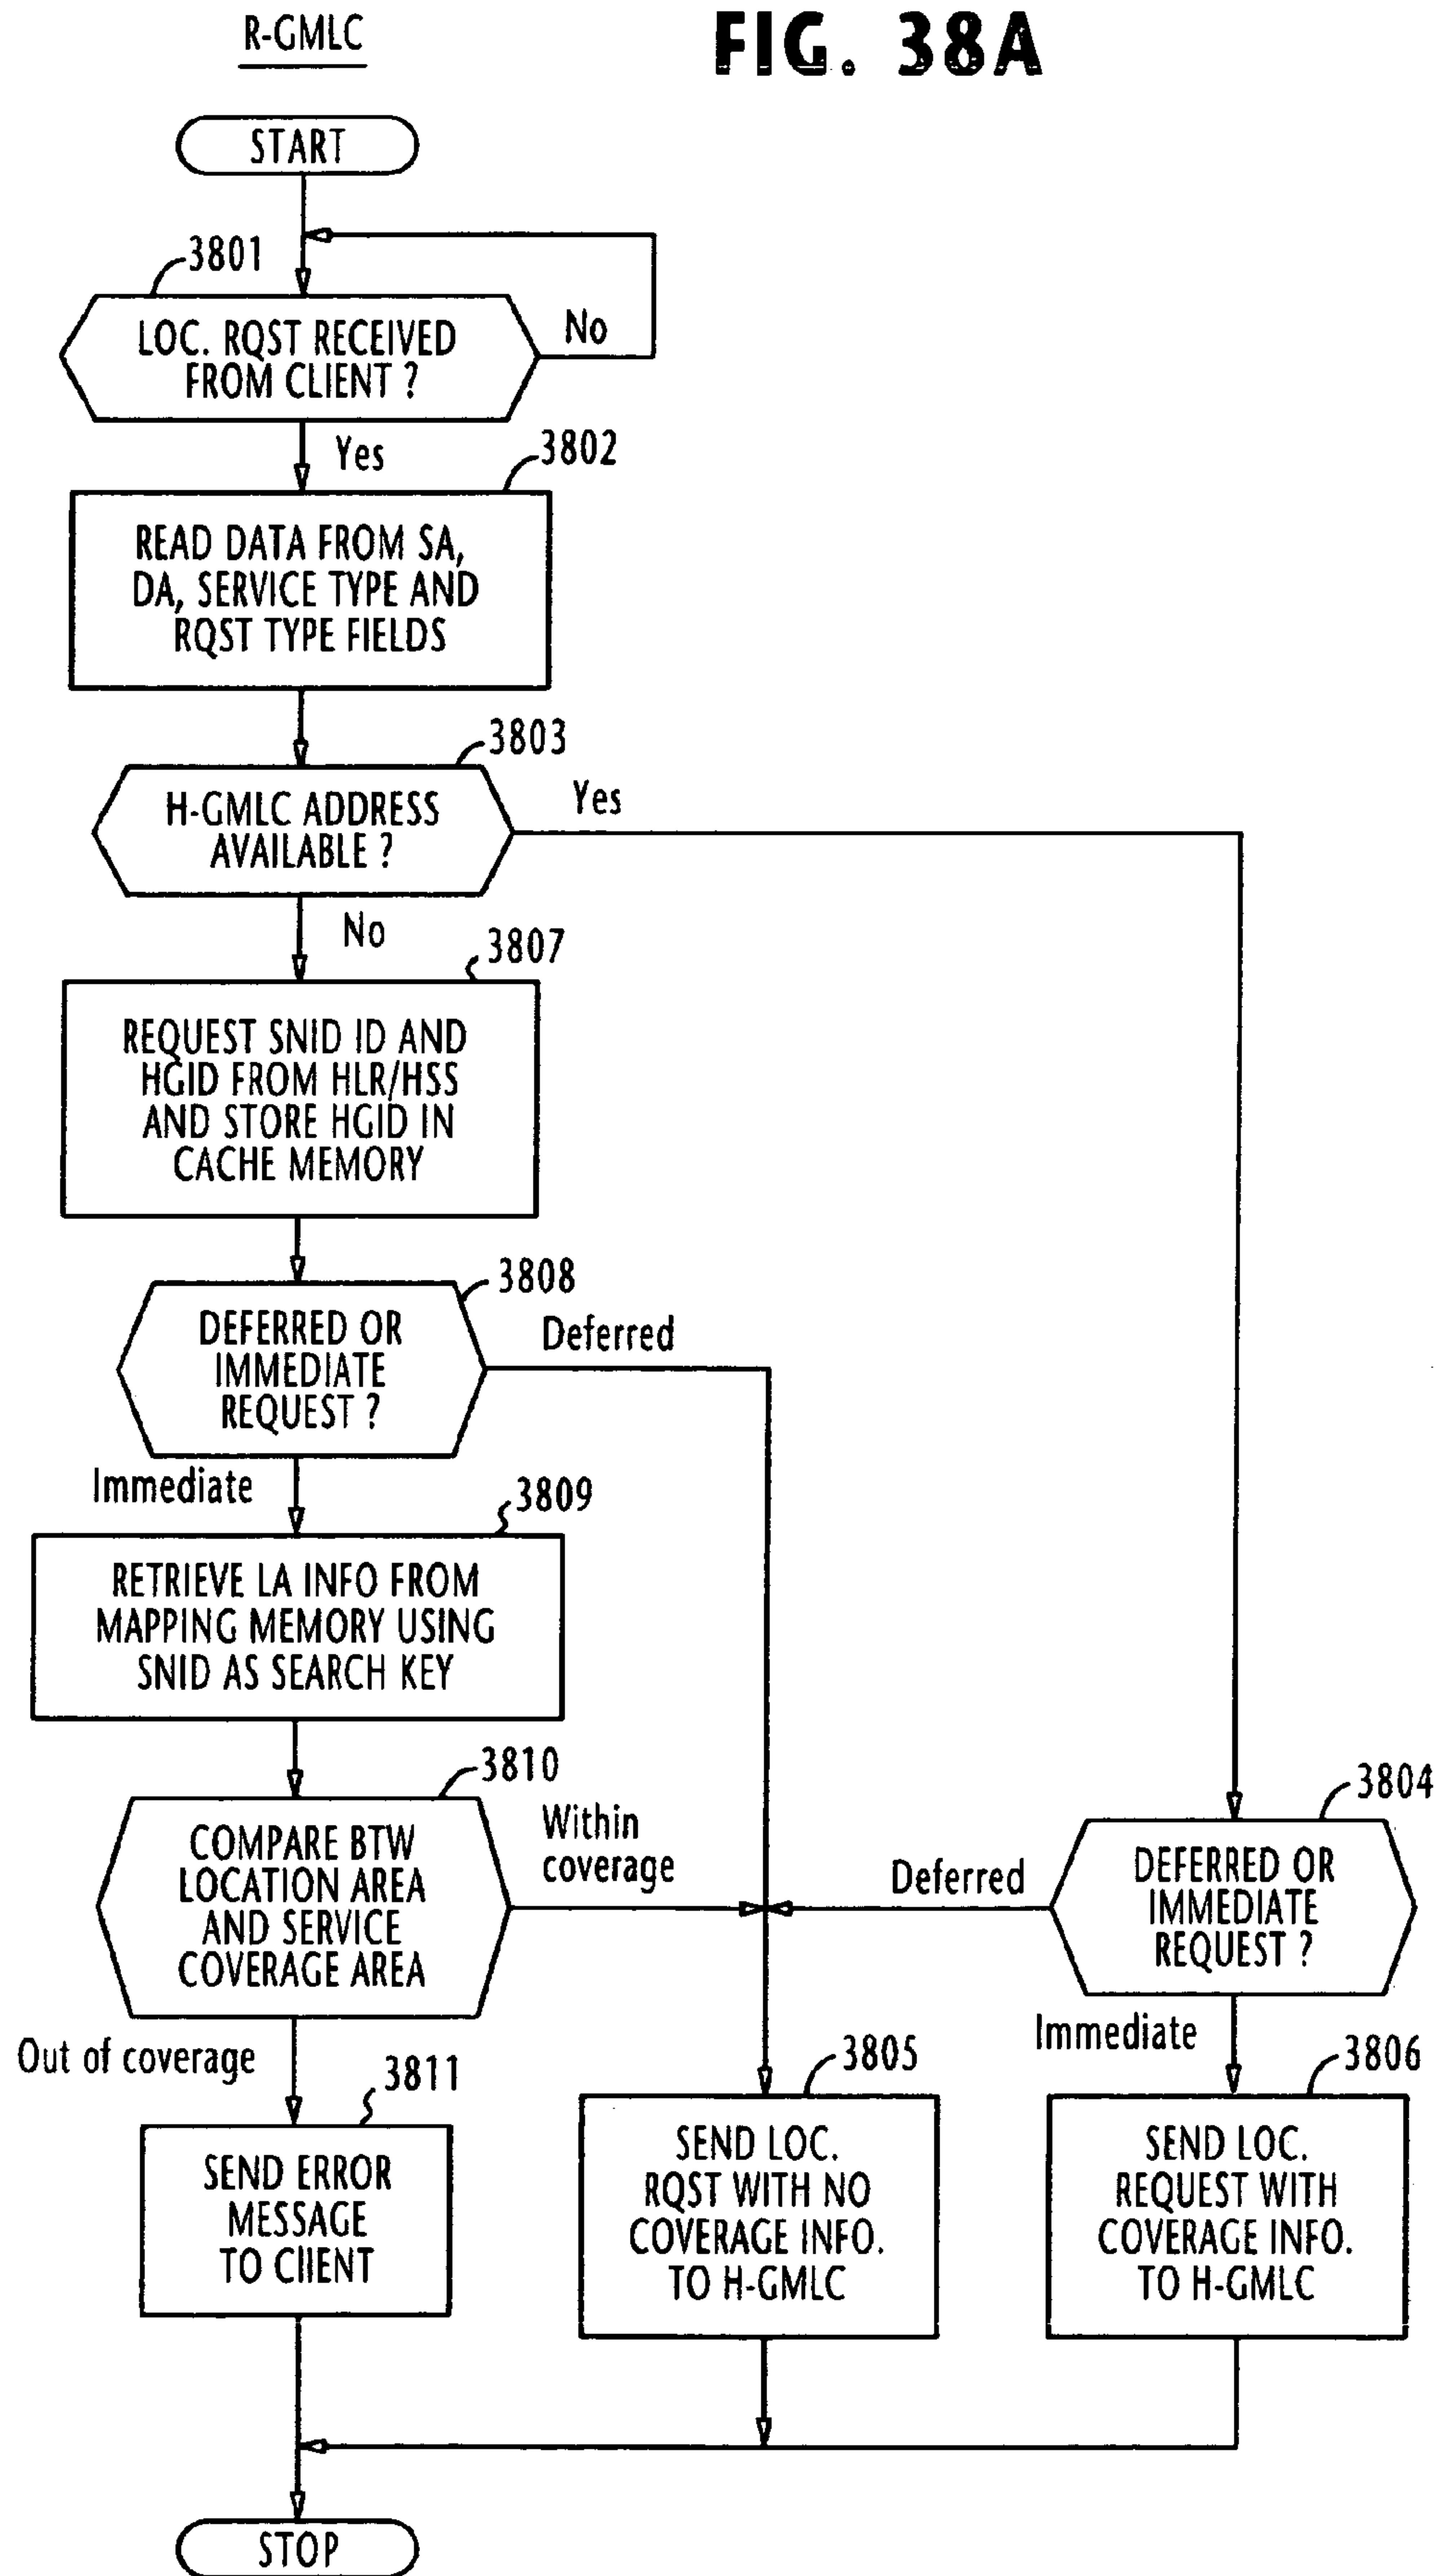 R-GMLC
FIG. 38A
START
3801
LOC. RQST RECEIVED
FROM CLIENT ?
No
Yes
3802
READ DATA FROM SA,
DA, SERVICE TYPE AND
RQST TYPE FIELDS
3803
H-GMLC ADDRESS
AVAILABLE ?
Yes
No
3807
REQUEST SNID ID AND
HGID FROM HLR/HSS
AND STORE HGID IN
CACHE MEMORY
3808
DEFERRED OR
IMMEDIATE
REQUEST ?
Deferred
Immediate
3809
RETRIEVE LA INFO FROM
MAPPING MEMORY USING
SNID AS SEARCH KEY
3810
COMPARE BTW
LOCATION AREA
AND SERVICE
COVERAGE AREA
Within
coverage
Out of coverage
3804
DEFERRED OR
IMMEDIATE
REQUEST ?
Deferred
Immediate
3811
SEND ERROR
MESSAGE
TO ClIENT
3805
SEND LOC.
RQST WITH NO
COVERAGE INFO.
TO H-GMLC
3806
SEND LOC.
REQUEST WITH
COVERAGE INFO.
TO H-GMLC
STOP